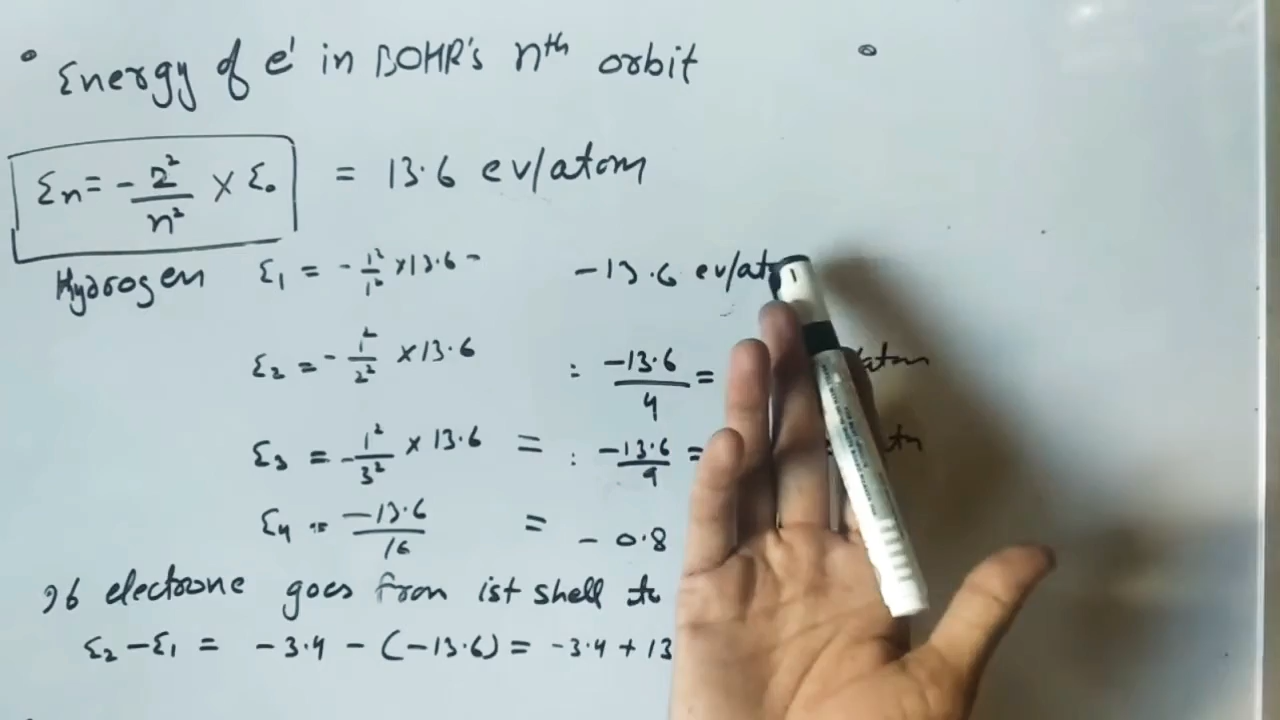 • Energy of e' in BOHR's nth orbit •
En = - Z²/n² × E₀ = 13.6 ev/atom
Hydrogen E1 = - 1²/1² × 13.6 - -13.6 ev/at
E2 = - 1²/2² × 13.6 : -13.6/4 = atom
E3 = - 1²/3² × 13.6 = : -13.6/9 =
E4 = -13.6/16 = - 0.8
electrone goes from ist shell to
E2 - E1 = -3.4 - (-13.6) = -3.4 + 13